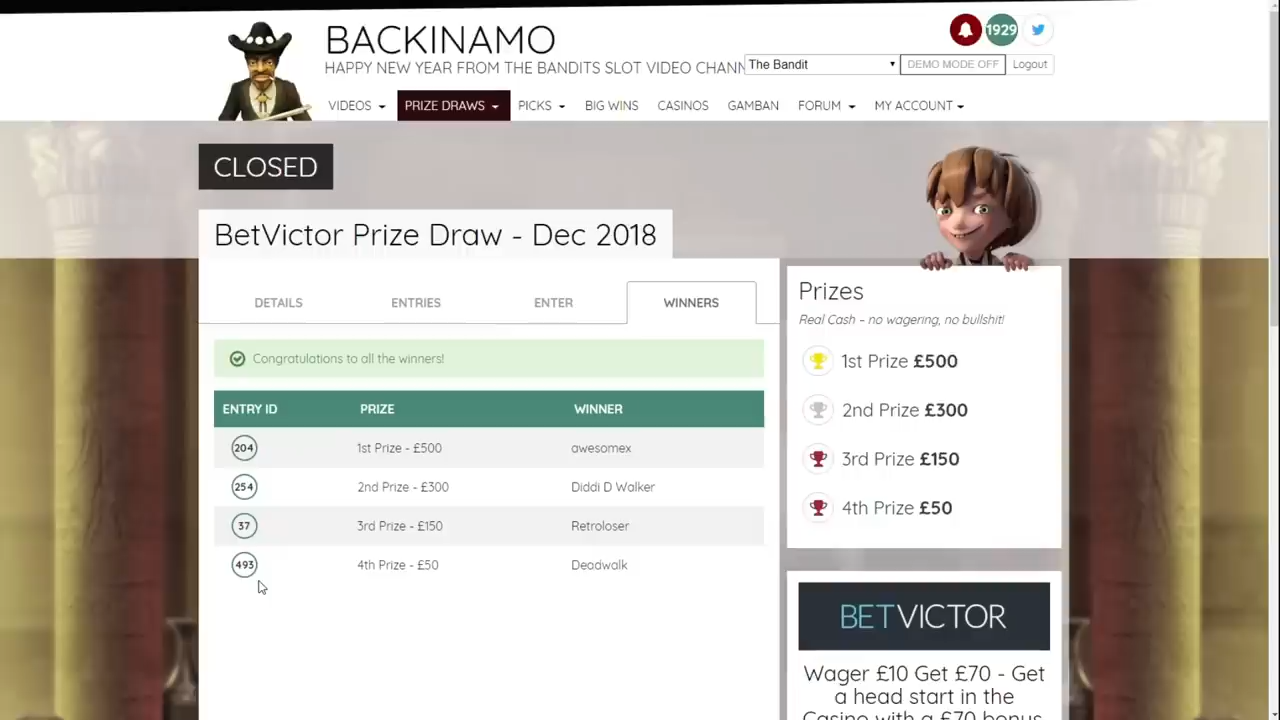 BACKINAMO
HAPPY NEW YEAR FROM THE BANDITS SLOT VIDEO CHANN
1929
The Bandit
DEMO MODE OFF
Logout
VIDEOS
PRIZE DRAWS
PICKS
BIG WINS
CASINOS
GAMBAN
FORUM
MY ACCOUNT
CLOSED
BetVictor Prize Draw - Dec 2018
DETAILS
ENTRIES
ENTER
WINNERS
Congratulations to all the winners!
ENTRY ID PRIZE WINNER
204 1st Prize - £500 awesomex
254 2nd Prize - £300 Diddi D Walker
37 3rd Prize - £150 Retroloser
493 4th Prize - £50 Deadwalk
Prizes
Real Cash – no wagering, no bullshit!
1st Prize £500
2nd Prize £300
3rd Prize £150
4th Prize £50
BETVICTOR
Wager £10 Get £70 - Get
a head start in the
Casino with a £70 bonus